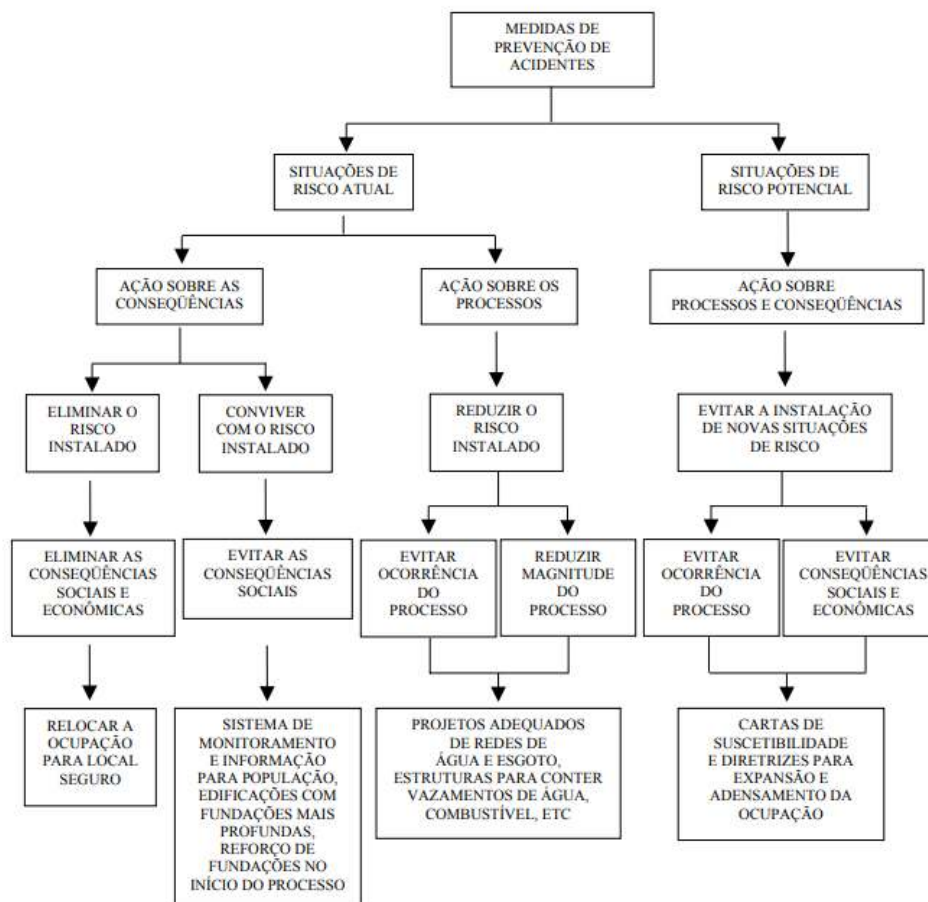 MEDIDAS DE
PREVENÇÃO DE
ACIDENTES
SITUAÇÕES DE
RISCO ATUAL
SITUAÇÕES DE
RISCO POTENCIAL
AÇÃO SOBRE AS
CONSEQÜÊNCIAS
AÇÃO SOBRE OS
PROCESSOS
AÇÃO SOBRE
PROCESSOS E CONSEQÜÊNCIAS
ELIMINAR O
RISCO
INSTALADO
CONVIVER
COM O RISCO
INSTALADO
REDUZIR O
RISCO
INSTALADO
EVITAR A INSTALAÇÃO
DE NOVAS SITUAÇÕES
DE RISCO
ELIMINAR AS
CONSEQÜÊNCIAS
SOCIAIS E
ECONÔMICAS
EVITAR AS
CONSEQÜÊNCIAS
SOCIAIS
EVITAR
OCORRÊNCIA
DO
PROCESSO
REDUZIR
MAGNITUDE
DO
PROCESSO
EVITAR
OCORRÊNCIA
DO
PROCESSO
EVITAR
CONSEQÜÊNCIAS
SOCIAIS E
ECONÔMICAS
RELOCAR A
OCUPAÇÃO
PARA LOCAL
SEGURO
SISTEMA DE
MONITORAMENTO
E INFORMAÇÃO
PARA POPULAÇÃO,
EDIFICAÇÕES COM
FUNDAÇÕES MAIS
PROFUNDAS,
REFORÇO DE
FUNDAÇÕES NO
INÍCIO DO PROCESSO
PROJETOS ADEQUADOS
DE REDES DE
ÁGUA E ESGOTO,
ESTRUTURAS PARA CONTER
VAZAMENTOS DE ÁGUA,
COMBUSTÍVEL, ETC
CARTAS DE
SUSCETIBILIDADE
E DIRETRIZES PARA
EXPANSÃO E
ADENSAMENTO DA
OCUPAÇÃO